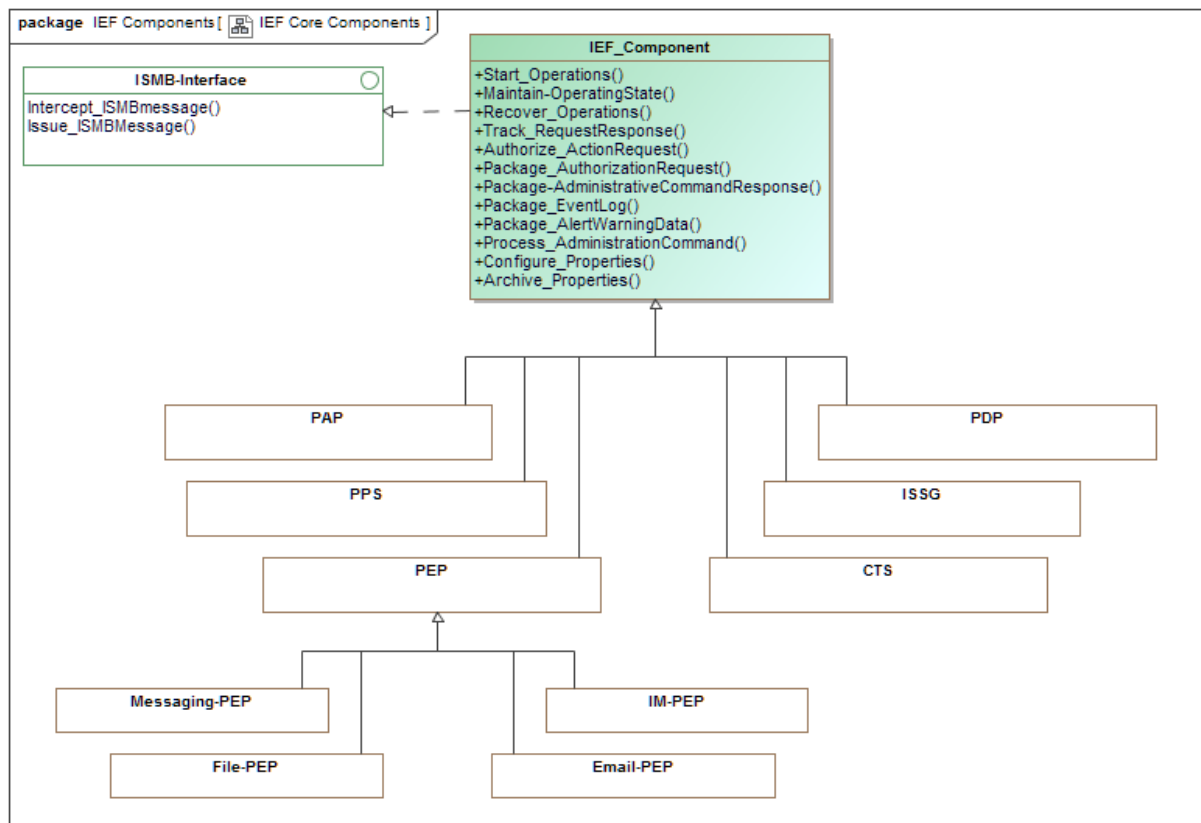 package IEF Components[ IEF Core Components ]
IEF_Component
+Start_Operations()
+Maintain-OperatingState()
+Recover_Operations()
+Track_RequestResponse()
+Authorize_ActionRequest()
+Package_AuthorizationRequest()
+Package-AdministrativeCommandResponse()
+Package_EventLog()
+Package_AlertWarningData()
+Process_AdministrationCommand()
+Configure_Properties()
+Archive_Properties()
ISMB-Interface
Intercept_ISMBmessage()
Issue_ISMBMessage()
PAP
PDP
PPS
ISSG
PEP
CTS
Messaging-PEP
IM-PEP
File-PEP
Email-PEP